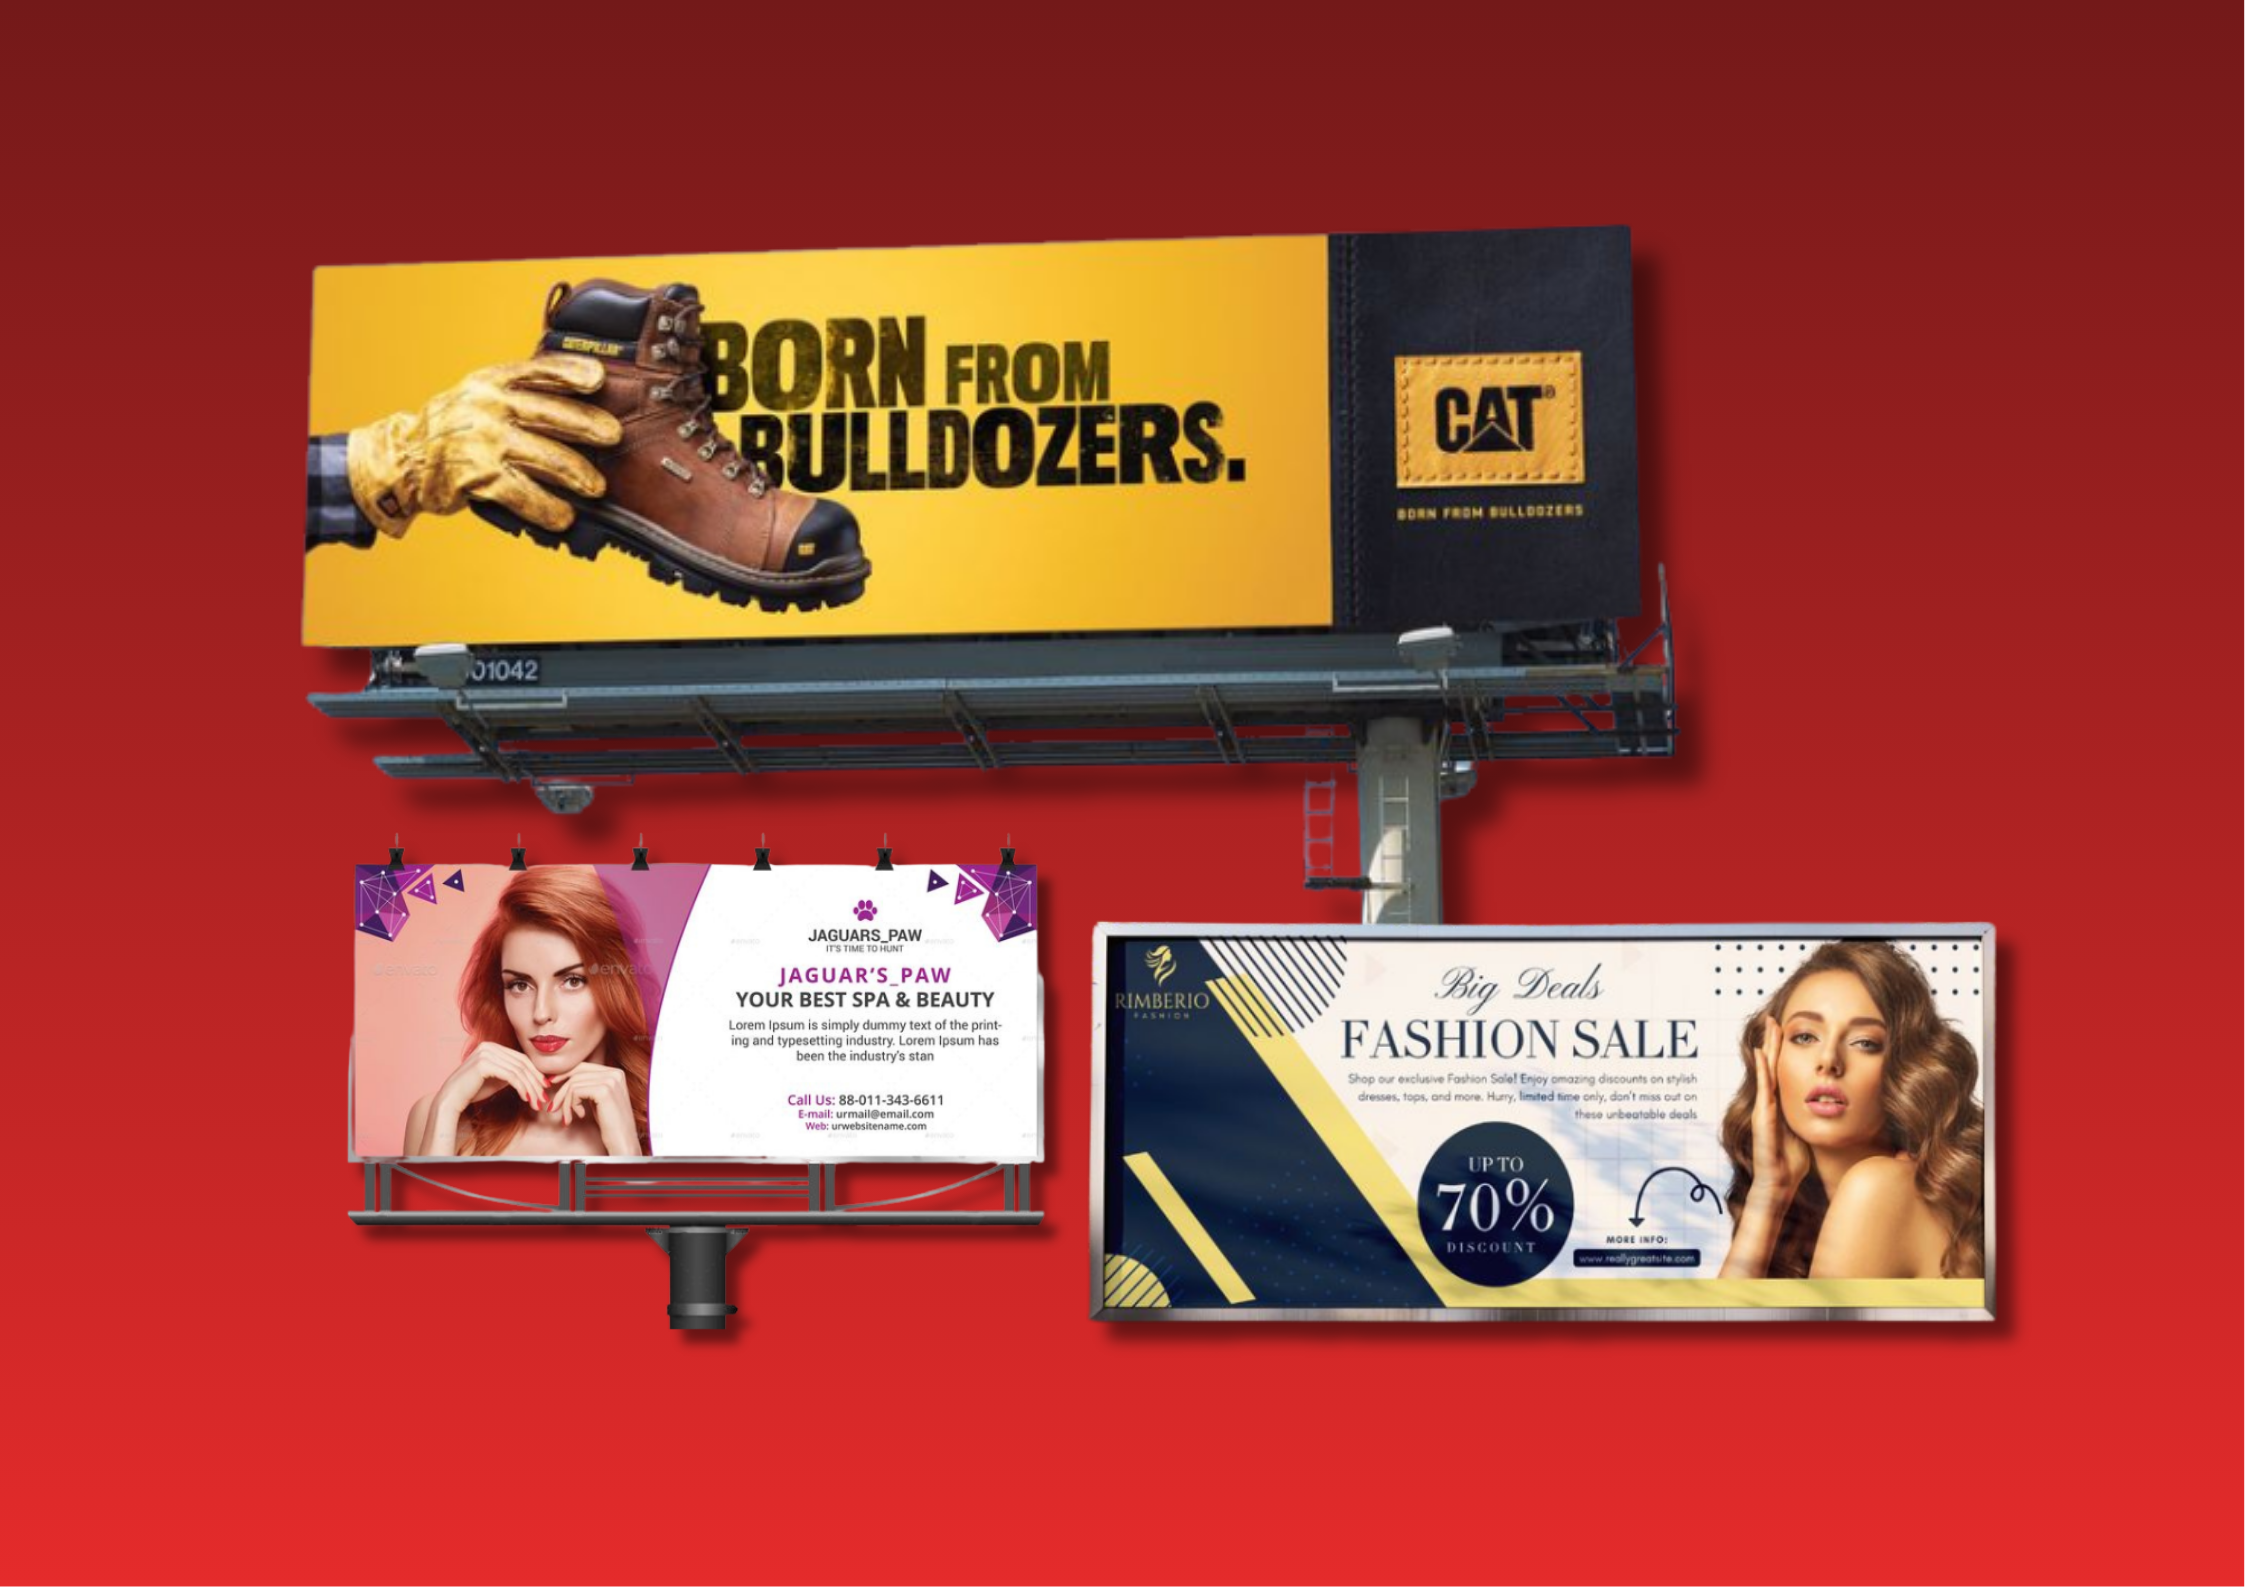 CATERPILLAR
BORN FROM
BULLDOZERS.
CAT®
BORN FROM BULLDOZERS
01042
JAGUARS_PAW
IT'S TIME TO HUNT
JAGUAR'S_PAW
YOUR BEST SPA & BEAUTY
Lorem Ipsum is simply dummy text of the print-
ing and typesetting industry. Lorem Ipsum has
been the industry's stan
Call Us: 88-011-343-6611
E-mail: urmail@email.com
Web: urwebsitename.com
envato
envato
RIMBERIO
FASHION
Big Deals
FASHION SALE
Shop our exclusive Fashion Sale! Enjoy amazing discounts on stylish
dresses, tops, and more. Hurry, limited time only, don't miss out on
these unbeatable deals
UP TO
70%
DISCOUNT
MORE INFO:
www.reallygreatsite.com